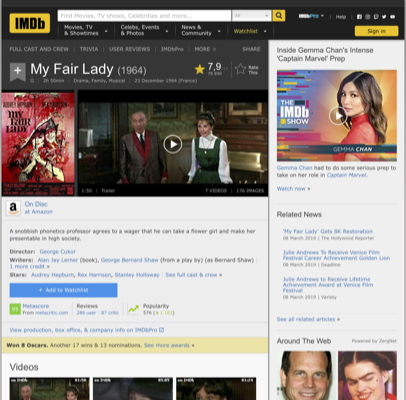 IMDb
Find Movies, TV shows, Celebrities and more...
All
IMDbPro
Help
Movies, TV & Showtimes
Celebs, Events & Photos
News & Community
Watchlist
Sign in
FULL CAST AND CREW | TRIVIA | USER REVIEWS | IMDbPro | MORE
SHARE
My Fair Lady (1964)
7,9
Rate This
G | 2h 50min | Drama, Family, Musical | 23 December 1964 (France)
AUDREY HEPBURN
my FAIR LADY
1:50 | Trailer
7 VIDEOS | 176 IMAGES
On Disc
at Amazon
A snobbish phonetics professor agrees to a wager that he can take a flower girl and make her presentable in high society.
Director: George Cukor
Writers: Alan Jay Lerner (book), George Bernard Shaw (from a play by) (as Bernard Shaw) |
1 more credit »
Stars: Audrey Hepburn, Rex Harrison, Stanley Holloway | See full cast & crew »
+ Add to Watchlist
Metascore
From metacritic.com
Reviews
286 user | 87 critic
Popularity
View production, box office, & company info on IMDbPro
Won 8 Oscars. Another 17 wins & 13 nominations. See more awards »
Videos
Inside Gemma Chan's Intense
'Captain Marvel' Prep
THE IMDb SHOW
GEMMA CHAN
Gemma Chan had to do some serious prep to take on her role in Captain Marvel.
Watch now »
Related News
'My Fair Lady' Gets 8K Restoration
08 March 2019 | The Hollywood Reporter
Julie Andrews To Receive Venice Film
Festival Career Achievement Golden Lion
08 March 2019 | Deadline
Julie Andrews to Receive Lifetime
Achievement Award at Venice Film
Festival
08 March 2019 | Variety
See all related articles »
Around The Web
Powered by ZergNet